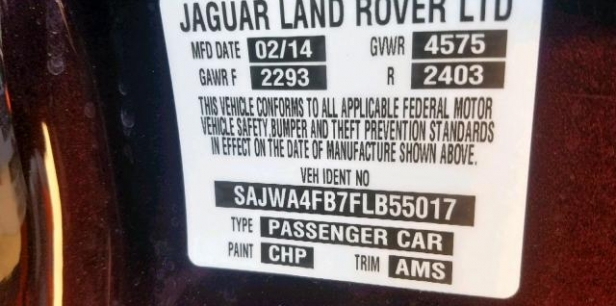 JAGUAR LAND ROVER LTD
MFD DATE 02/14 GVWR 4575
GAWR F 2293 R 2403
THIS VEHICLE CONFORMS TO ALL APPLICABLE FEDERAL MOTOR
VEHICLE SAFETY,BUMPER AND THEFT PREVENTION STANDARDS
IN EFFECT ON THE DATE OF MANUFACTURE SHOWN ABOVE.
VEH IDENT NO
SAJWA4FB7FLB55017
TYPE PASSENGER CAR
PAINT CHP TRIM AMS